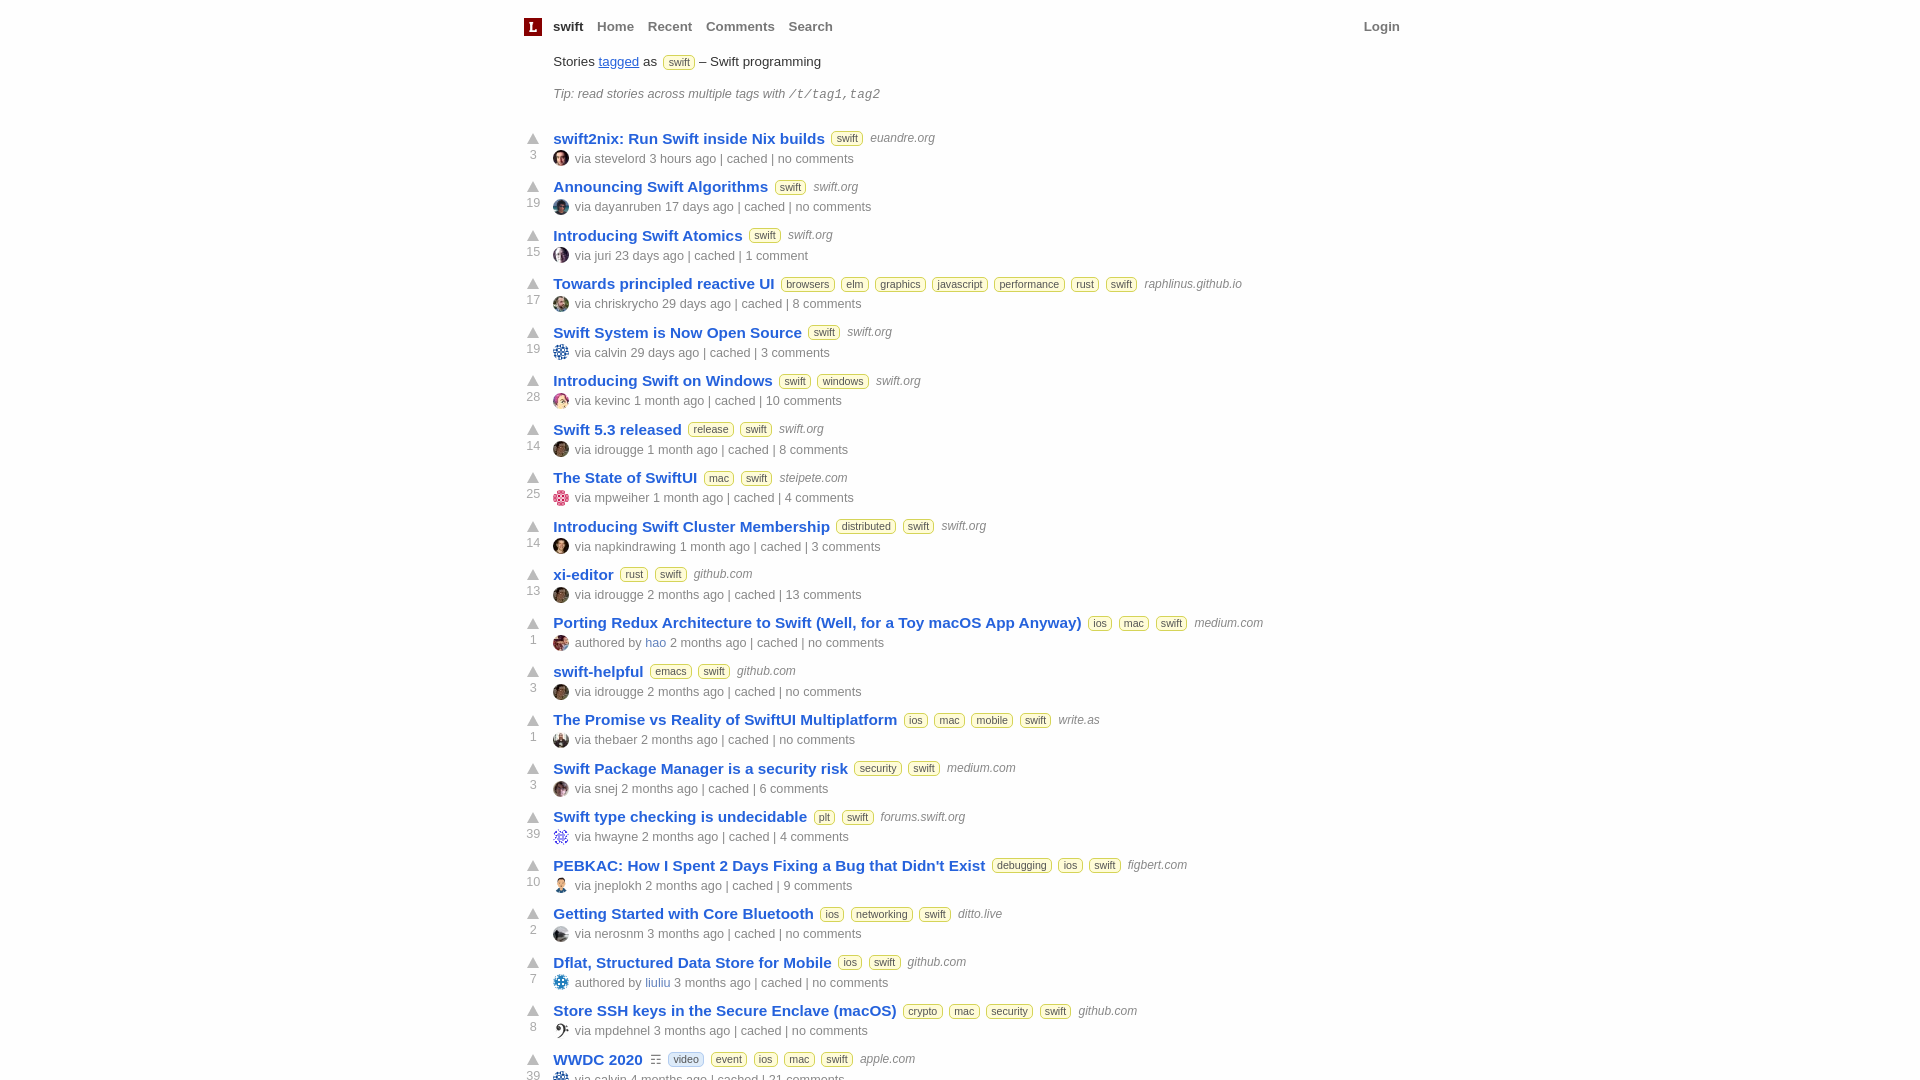 L swift Home Recent Comments Search Login
Stories tagged as swift – Swift programming
Tip: read stories across multiple tags with /t/tag1,tag2
swift2nix: Run Swift inside Nix builds swift euandre.org
3 via stevelord 3 hours ago | cached | no comments
Announcing Swift Algorithms swift swift.org
19 via dayanruben 17 days ago | cached | no comments
Introducing Swift Atomics swift swift.org
15 via juri 23 days ago | cached | 1 comment
Towards principled reactive UI browsers elm graphics javascript performance rust swift raphlinus.github.io
17 via chriskrycho 29 days ago | cached | 8 comments
Swift System is Now Open Source swift swift.org
19 via calvin 29 days ago | cached | 3 comments
Introducing Swift on Windows swift windows swift.org
28 via kevinc 1 month ago | cached | 10 comments
Swift 5.3 released release swift swift.org
14 via idrougge 1 month ago | cached | 8 comments
The State of SwiftUI mac swift steipete.com
25 via mpweiher 1 month ago | cached | 4 comments
Introducing Swift Cluster Membership distributed swift swift.org
14 via napkindrawing 1 month ago | cached | 3 comments
xi-editor rust swift github.com
13 via idrougge 2 months ago | cached | 13 comments
Porting Redux Architecture to Swift (Well, for a Toy macOS App Anyway) ios mac swift medium.com
1 authored by hao 2 months ago | cached | no comments
swift-helpful emacs swift github.com
3 via idrougge 2 months ago | cached | no comments
The Promise vs Reality of SwiftUI Multiplatform ios mac mobile swift write.as
1 via thebaer 2 months ago | cached | no comments
Swift Package Manager is a security risk security swift medium.com
3 via snej 2 months ago | cached | 6 comments
Swift type checking is undecidable plt swift forums.swift.org
39 via hwayne 2 months ago | cached | 4 comments
PEBKAC: How I Spent 2 Days Fixing a Bug that Didn't Exist debugging ios swift figbert.com
10 via jneplokh 2 months ago | cached | 9 comments
Getting Started with Core Bluetooth ios networking swift ditto.live
2 via nerosnm 3 months ago | cached | no comments
Dflat, Structured Data Store for Mobile ios swift github.com
7 authored by liuliu 3 months ago | cached | no comments
Store SSH keys in the Secure Enclave (macOS) crypto mac security swift github.com
8 via mpdehnel 3 months ago | cached | no comments
WWDC 2020 ☶ video event ios mac swift apple.com
39 via calvin 4 months ago | cached | 21 comments